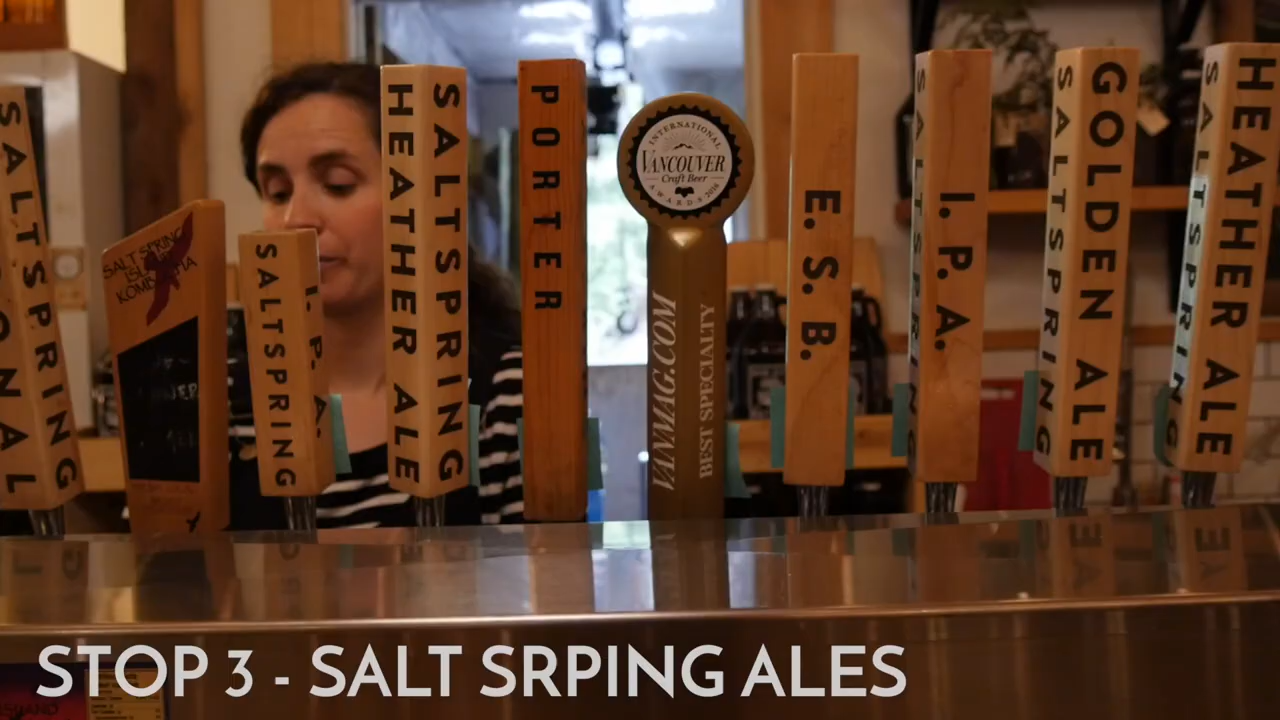 SALTSPRING
SALT SPRING
ISLAND
KOMBUCHA
SALTSPRING
I. P. A.
HEATHER ALE
SALTSPRING
PORTER
INTERNATIONAL
VANCOUVER
Craft Beer
AWARDS 2016
VANMAG.COM
BEST SPECIALTY
E. S. B.
SALTSPRING
I. P. A.
SALTSPRING
GOLDEN ALE
SALTSPRING
HEATHER ALE
STOP 3 - SALT SRPING ALES